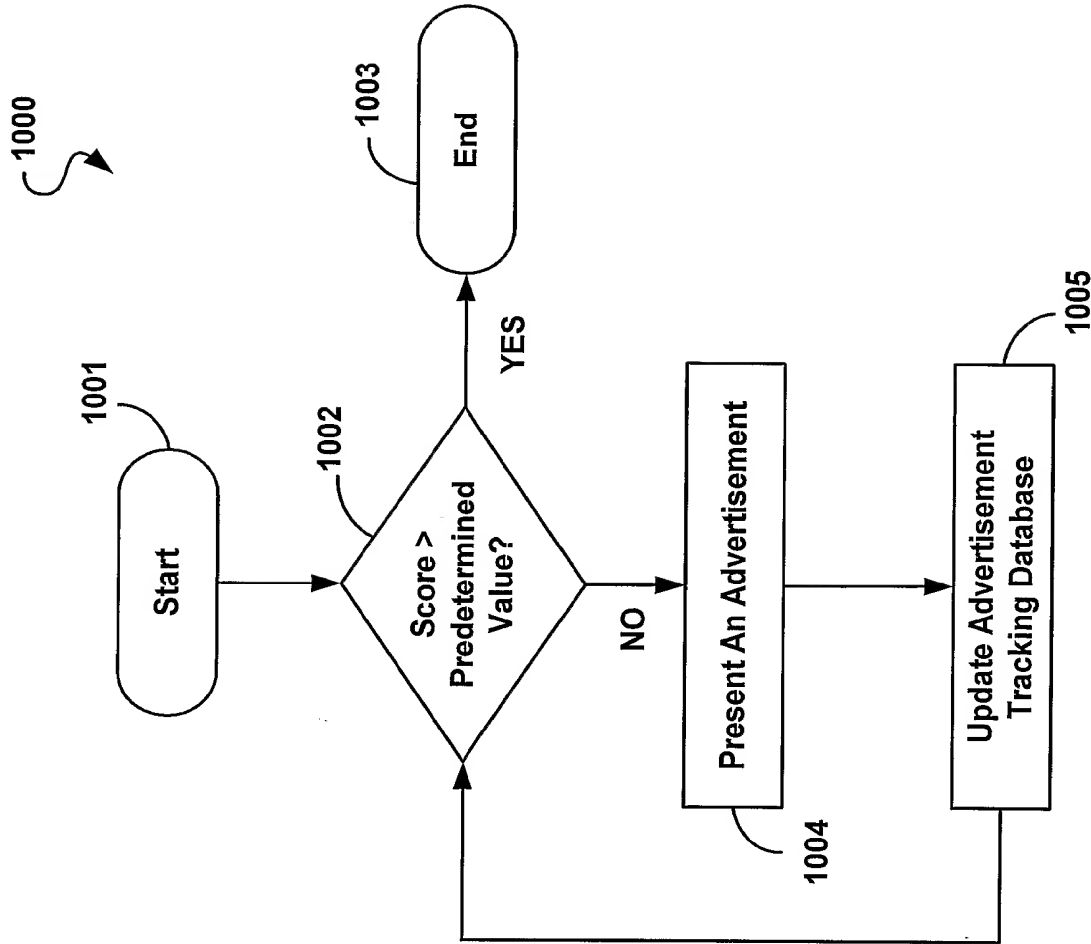 1000
1001
Start
1002
Score >
Predetermined
Value?
YES
1003
End
NO
1004
Present An Advertisement
1005
Update Advertisement
Tracking Database